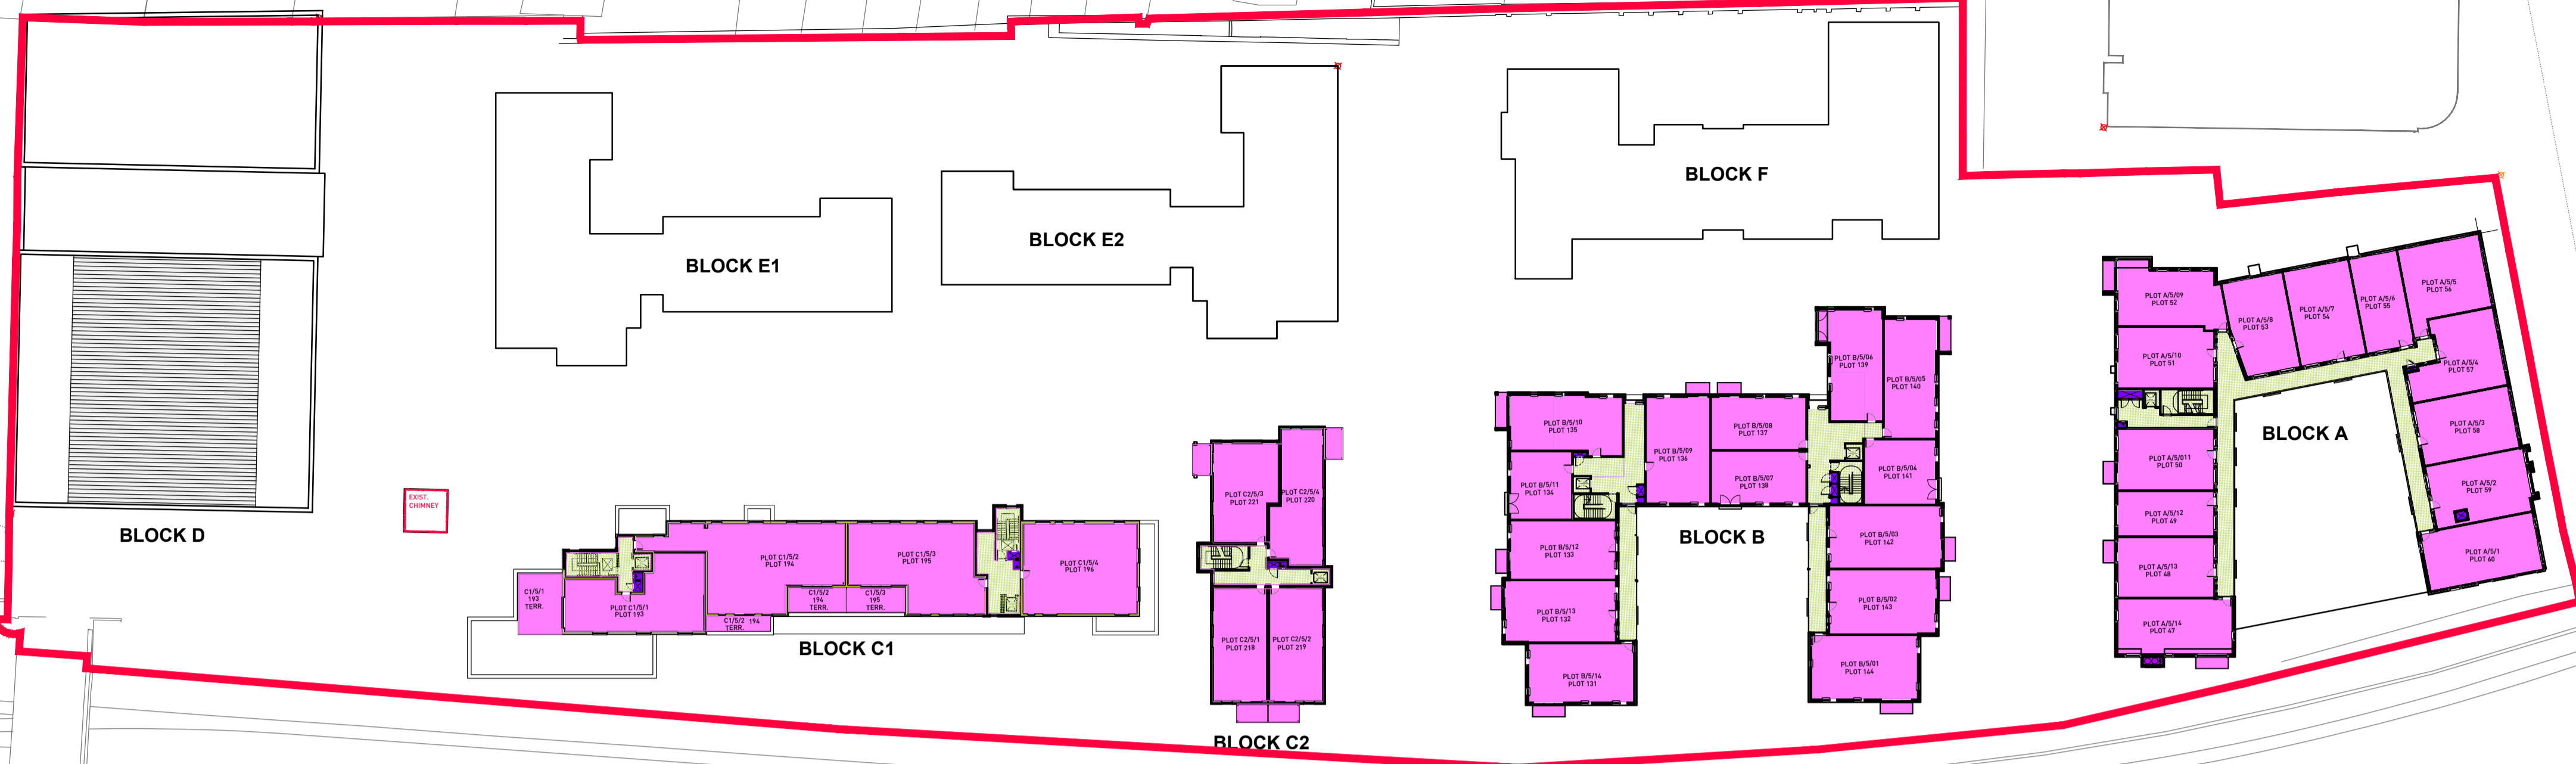 BLOCK D
EXIST.
CHIMNEY
BLOCK E1
BLOCK E2
BLOCK F
C1/5/1
193
TERR.
PLOT C1/5/1
PLOT 193
PLOT C1/5/2
PLOT 194
C1/5/2
194
TERR.
C1/5/2 194
TERR.
C1/5/3
195
TERR.
PLOT C1/5/3
PLOT 195
PLOT C1/5/4
PLOT 196
BLOCK C1
PLOT C2/5/3
PLOT 221
PLOT C2/5/4
PLOT 220
PLOT C2/5/1
PLOT 218
PLOT C2/5/2
PLOT 219
BLOCK C2
PLOT B/5/10
PLOT 135
PLOT B/5/11
PLOT 134
PLOT B/5/12
PLOT 133
PLOT B/5/13
PLOT 132
PLOT B/5/14
PLOT 131
PLOT B/5/09
PLOT 136
PLOT B/5/08
PLOT 137
PLOT B/5/07
PLOT 138
PLOT B/5/06
PLOT 139
PLOT B/5/05
PLOT 140
PLOT B/5/04
PLOT 141
PLOT B/5/03
PLOT 142
PLOT B/5/02
PLOT 143
PLOT B/5/01
PLOT 144
BLOCK B
PLOT A/5/09
PLOT 52
PLOT A/5/10
PLOT 51
PLOT A/5/011
PLOT 50
PLOT A/5/12
PLOT 49
PLOT A/5/13
PLOT 48
PLOT A/5/14
PLOT 47
PLOT A/5/8
PLOT 53
PLOT A/5/7
PLOT 54
PLOT A/5/6
PLOT 55
PLOT A/5/5
PLOT 56
PLOT A/5/4
PLOT 57
PLOT A/5/3
PLOT 58
PLOT A/5/2
PLOT 59
PLOT A/5/1
PLOT 60
BLOCK A